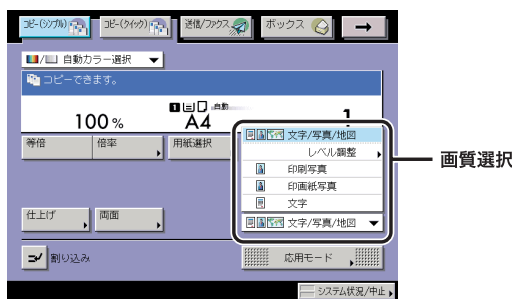 コピー(シンプル)
コピー(クイック)
送信/ファクス
ボックス
→
自動カラー選択 ▼
コピーできます。
100 %
1 自動
A4
1
等倍
倍率
用紙選択
文字/写真/地図
レベル調整
印刷写真
印画紙写真
文字
文字/写真/地図 ▼
画質選択
仕上げ
両面
割り込み
応用モード
システム状況/中止